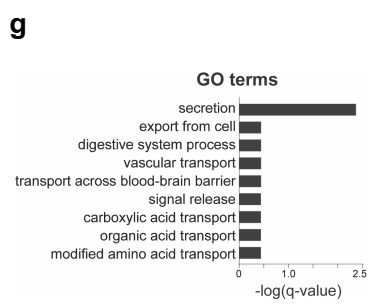 g
GO terms
secretion
export from cell
digestive system process
vascular transport
transport across blood-brain barrier
signal release
carboxylic acid transport
organic acid transport
modified amino acid transport
0 1.0 2.5
-log(q-value)